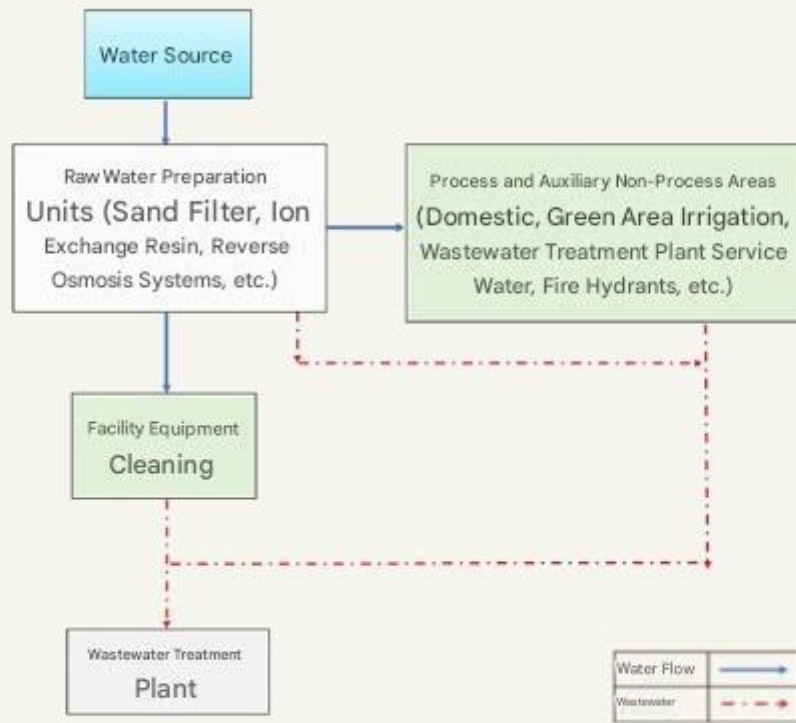 Water Source
Raw Water Preparation
Units (Sand Filter, Ion
Exchange Resin, Reverse
Osmosis Systems, etc.)
Process and Auxiliary Non-Process Areas
(Domestic, Green Area Irrigation,
Wastewater Treatment Plant Service
Water, Fire Hydrants, etc.)
Facility Equipment
Cleaning
Wastewater Treatment
Plant
Water Flow
Wastewater